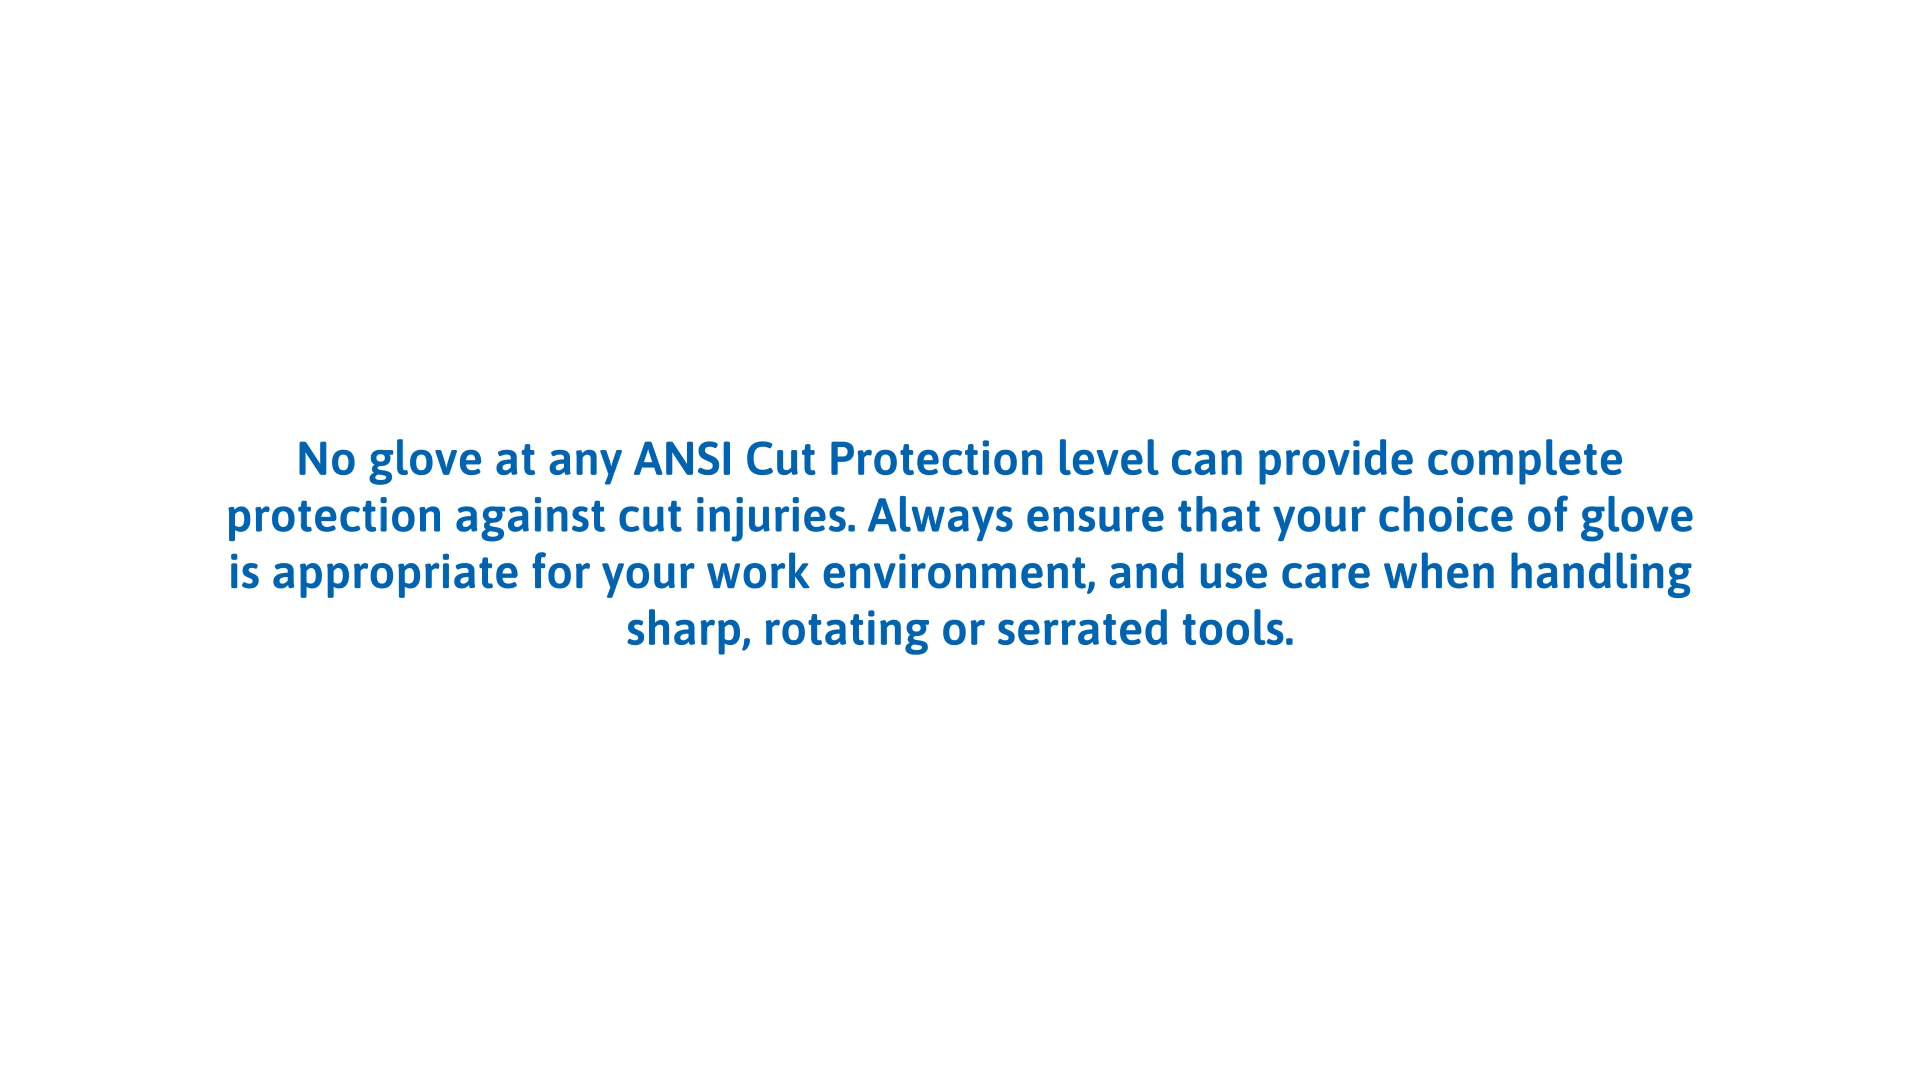 No glove at any ANSI Cut Protection level can provide complete
protection against cut injuries. Always ensure that your choice of glove
is appropriate for your work environment, and use care when handling
sharp, rotating or serrated tools.